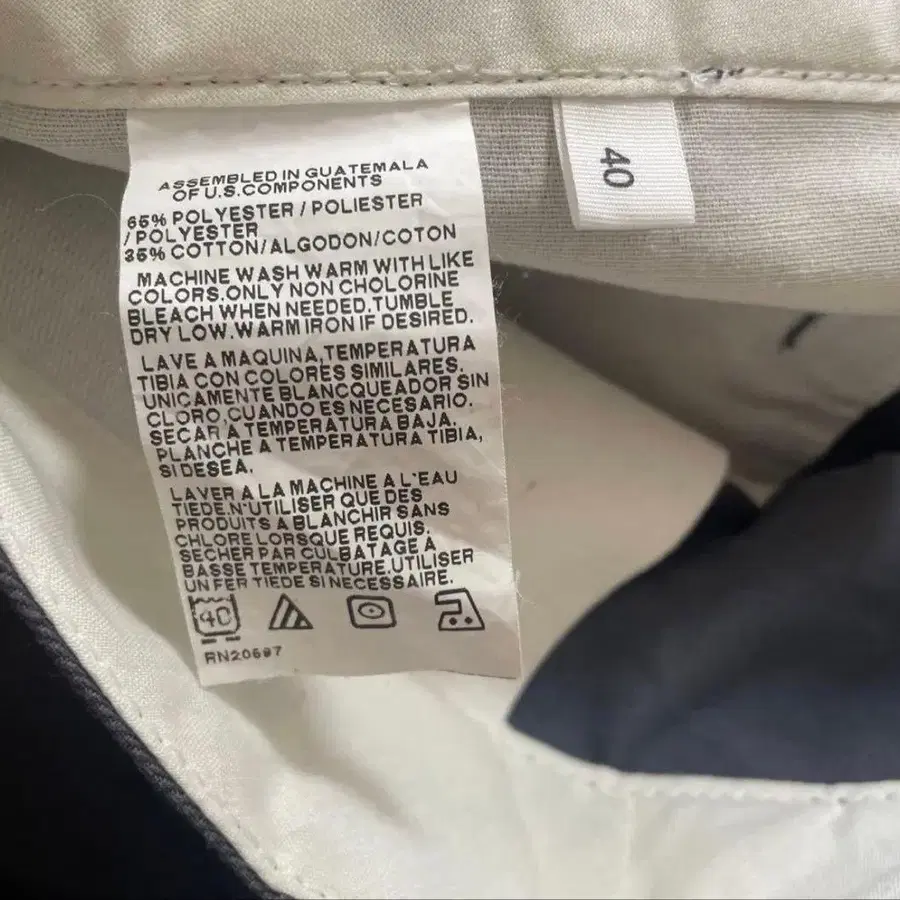 ASSEMBLED IN GUATEMALA
OF U.S.COMPONENTS
65% POLYESTER / POLIESTER
/ POLYESTER
35% COTTON/ALGODON/COTON
MACHINE WASH WARM WITH LIKE
COLORS.ONLY NON CHOLORINE
BLEACH WHEN NEEDED.TUMBLE
DRY LOW.WARM IRON IF DESIRED.
LAVE A MAQUINA,TEMPERATURA
TIBIA CON COLORES SIMILARES.
UNICAMENTE BLANCQUEADOR SIN
CLORO,CUANDO ES NECESARIO.
SECAR A TEMPERATURA BAJA.
PLANCHE A TEMPERATURA TIBIA,
SI DESEA.
LAVER A LA MACHINE A L'EAU
TIEDE.N'UTILISER QUE DES
PRODUITS A BLANCHIR SANS
CHLORE LORSQUE REQUIS.
SECHER PAR CULBATAGE A
BASSE TEMPERATURE.UTILISER
UN FER TIEDE SI NECESSAIRE.
40
RN20697
40